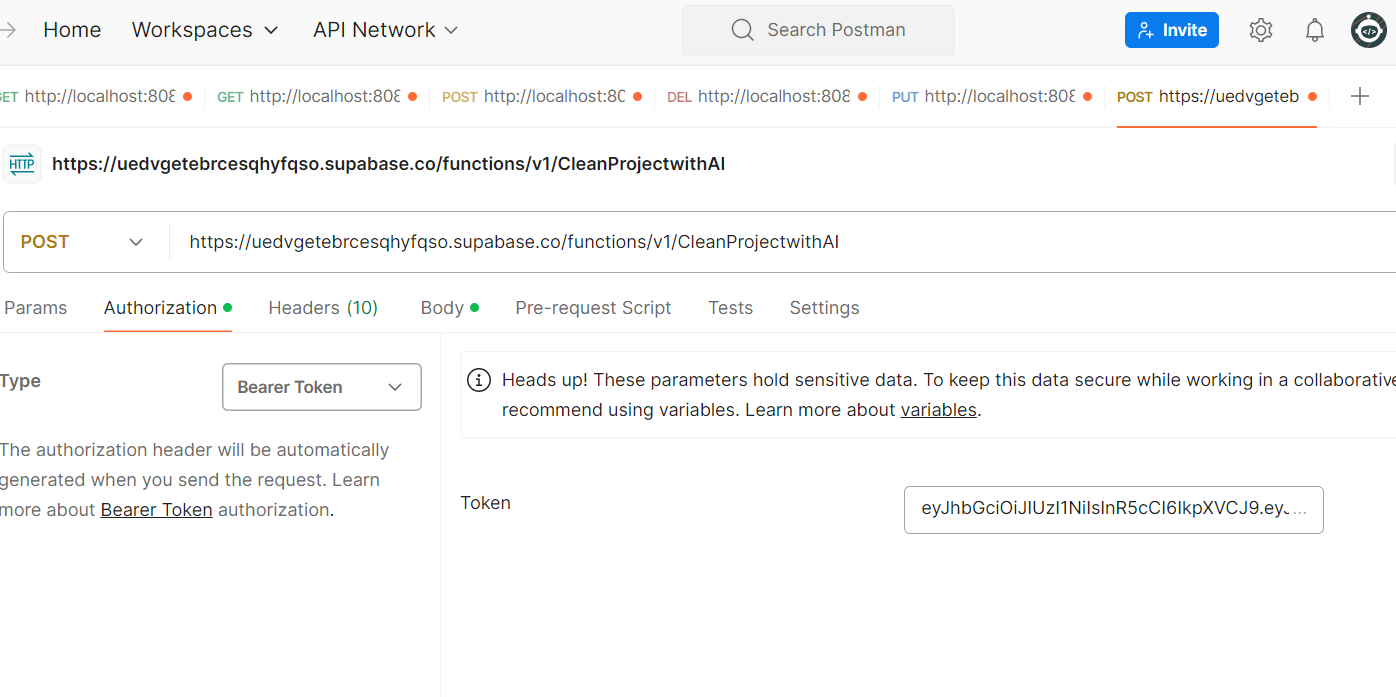 Home Workspaces API Network Search Postman Invite
GET http://localhost:808 GET http://localhost:808 POST http://localhost:80 DEL http://localhost:808 PUT http://localhost:808 POST https://uedvgeteb
HTTP https://uedvgetebrcesqhyfqso.supabase.co/functions/v1/CleanProjectwithAI
POST https://uedvgetebrcesqhyfqso.supabase.co/functions/v1/CleanProjectwithAI
Params Authorization Headers (10) Body Pre-request Script Tests Settings
Type Bearer Token
Heads up! These parameters hold sensitive data. To keep this data secure while working in a collaborative
recommend using variables. Learn more about variables.
The authorization header will be automatically
generated when you send the request. Learn
more about Bearer Token authorization.
Token eyJhbGciOiJIUzI1NiIsInR5cCI6IkpXVCJ9.eyJ...